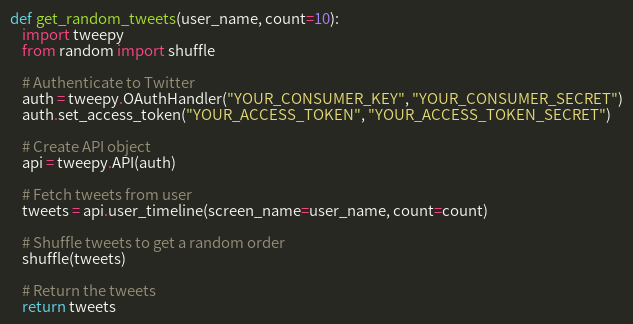 def get_random_tweets(user_name, count=10):
    import tweepy
    from random import shuffle

    # Authenticate to Twitter
    auth = tweepy.OAuthHandler("YOUR_CONSUMER_KEY", "YOUR_CONSUMER_SECRET")
    auth.set_access_token("YOUR_ACCESS_TOKEN", "YOUR_ACCESS_TOKEN_SECRET")

    # Create API object
    api = tweepy.API(auth)

    # Fetch tweets from user
    tweets = api.user_timeline(screen_name=user_name, count=count)

    # Shuffle tweets to get a random order
    shuffle(tweets)

    # Return the tweets
    return tweets